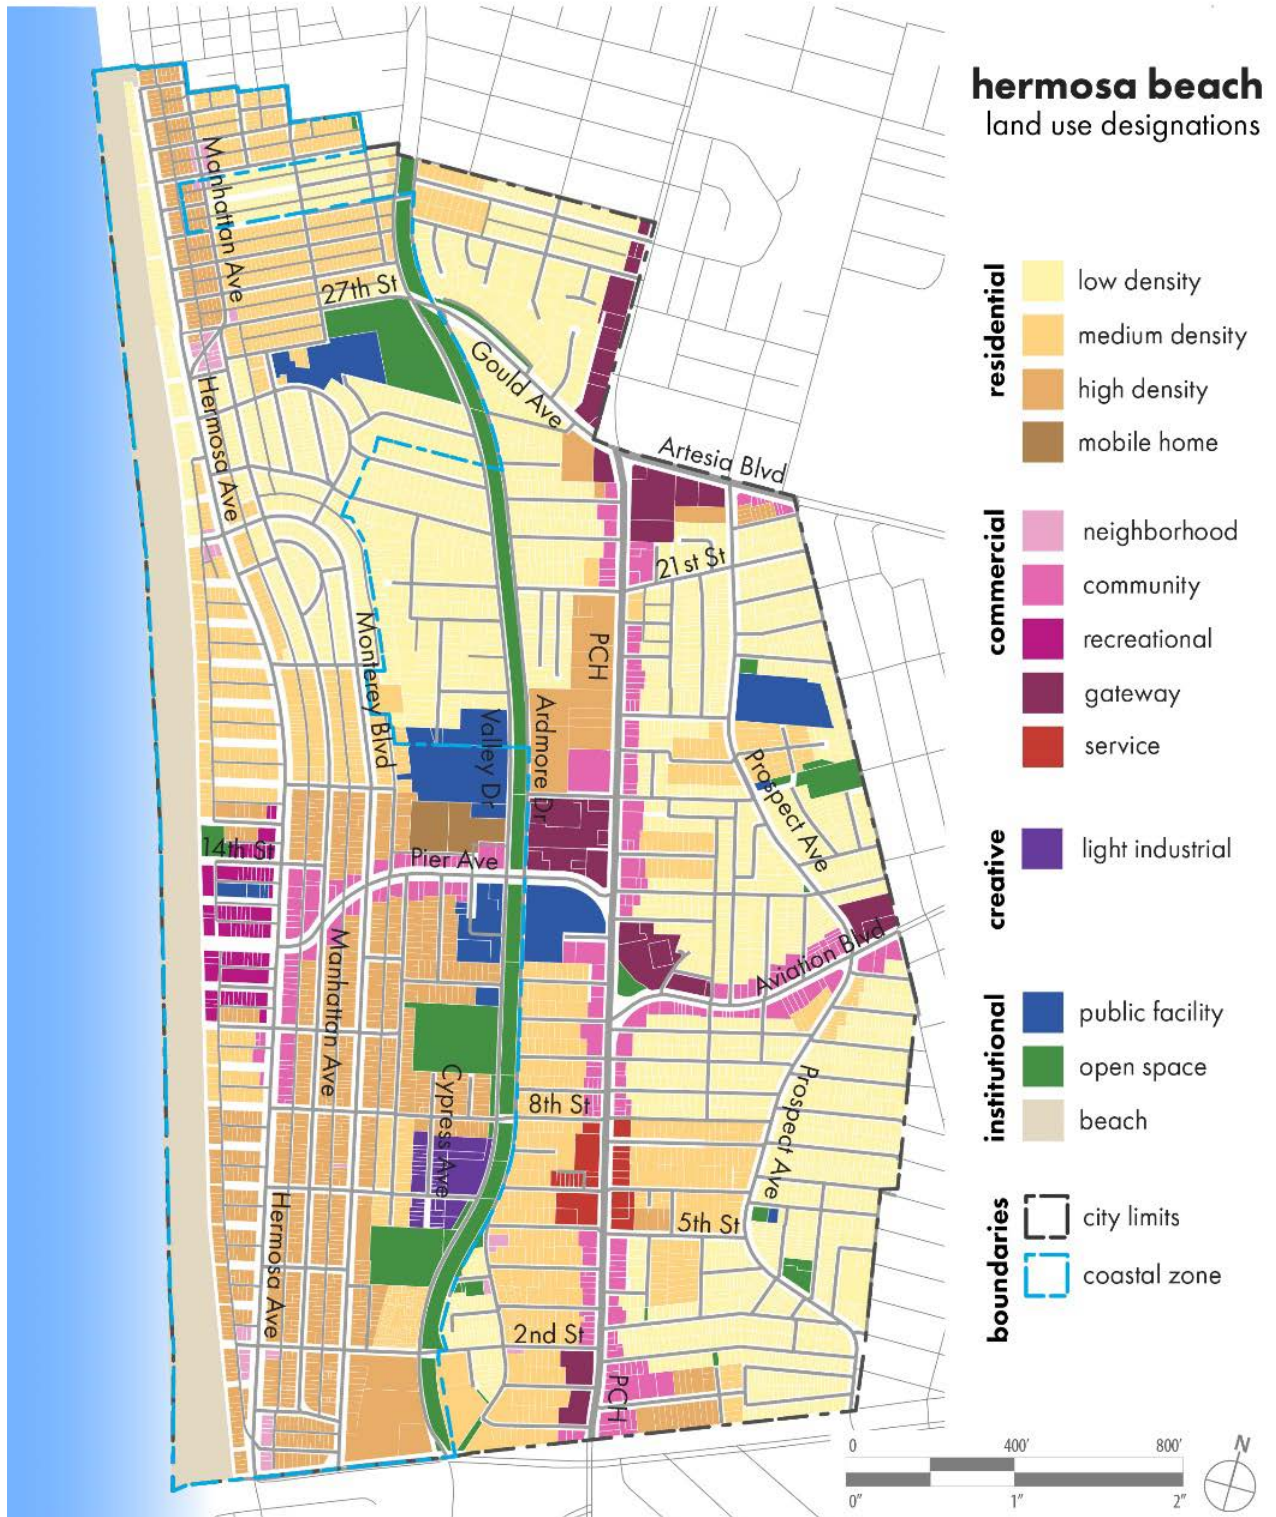 hermosa beach
land use designations
residential
low density
medium density
high density
mobile home
commercial
neighborhood
community
recreational
gateway
service
creative
light industrial
institutional
public facility
open space
beach
boundaries
city limits
coastal zone
Manhattan Ave
27th St
Gould Ave
Hermosa Ave
Artesia Blvd
21st St
PCH
Monterey Blvd
Valley Dr
Ardmore Dr
Prospect Ave
14th St
Pier Ave
Manhattan Ave
Aviation Blvd
Cypress Ave
8th St
Prospect Ave
Hermosa Ave
5th St
2nd St
PCH
0 400' 800'
0" 1" 2"
N